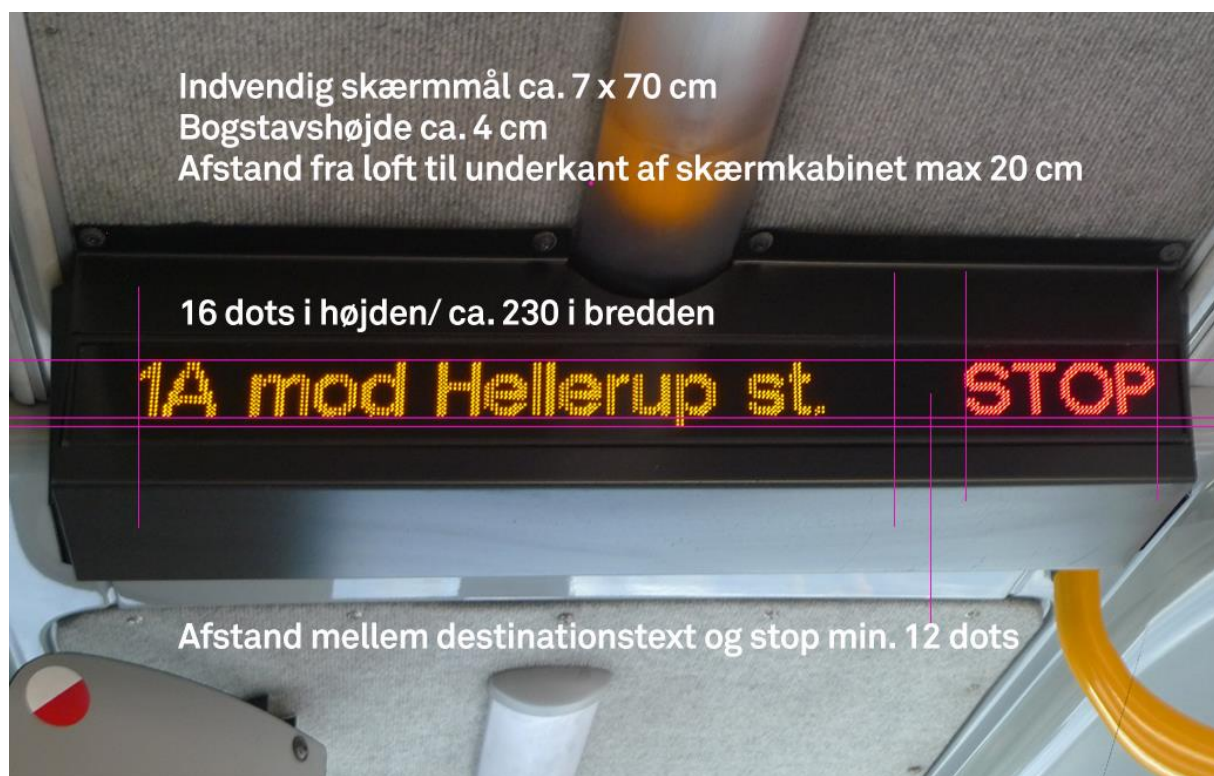 Indvendig skærmmål ca. 7 x 70 cm
Bogstavshøjde ca. 4 cm
Afstand fra loft til underkant af skærmkabinet max 20 cm
16 dots i højden/ ca. 230 i bredden
1A mod Hellerup st. STOP
Afstand mellem destinationstext og stop min. 12 dots